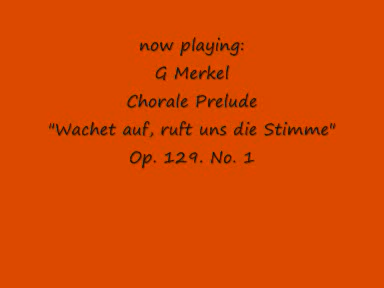 now playing:
G Merkel
Chorale Prelude
"Wachet auf, ruft uns die Stimme"
Op. 129. No. 1